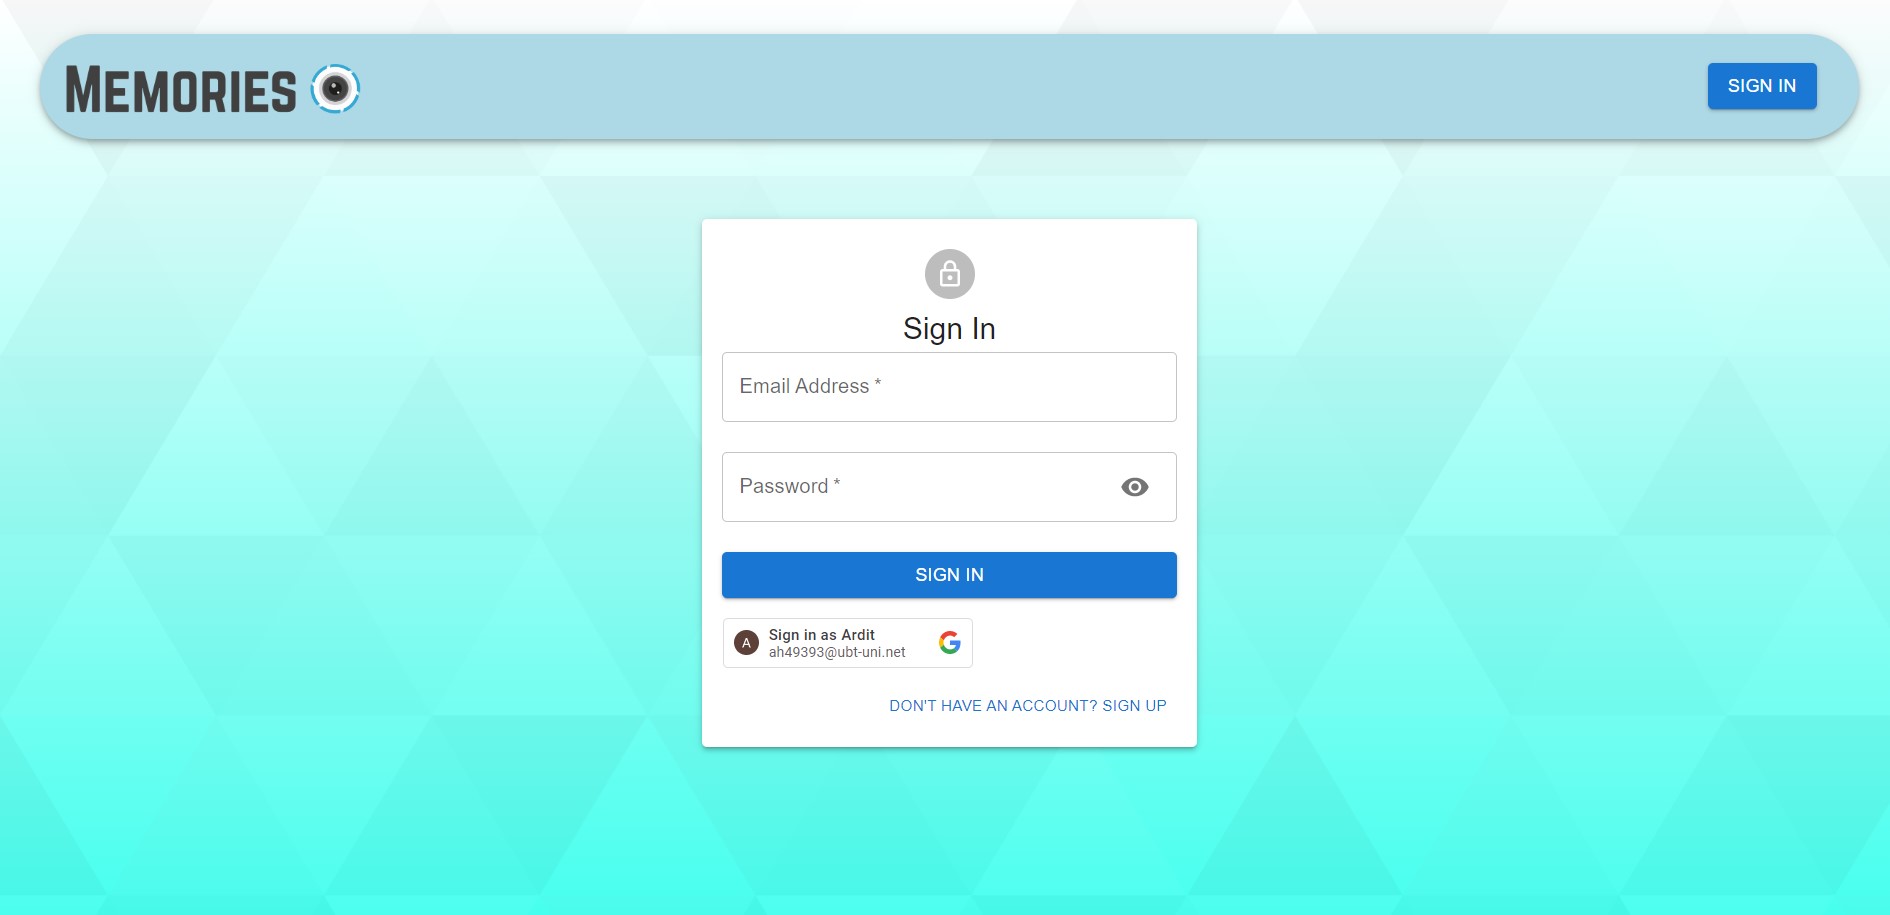 MEMORIES
SIGN IN
Sign In
Email Address *
Password *
SIGN IN
A
Sign in as Ardit
ah49393@ubt-uni.net
DON'T HAVE AN ACCOUNT? SIGN UP